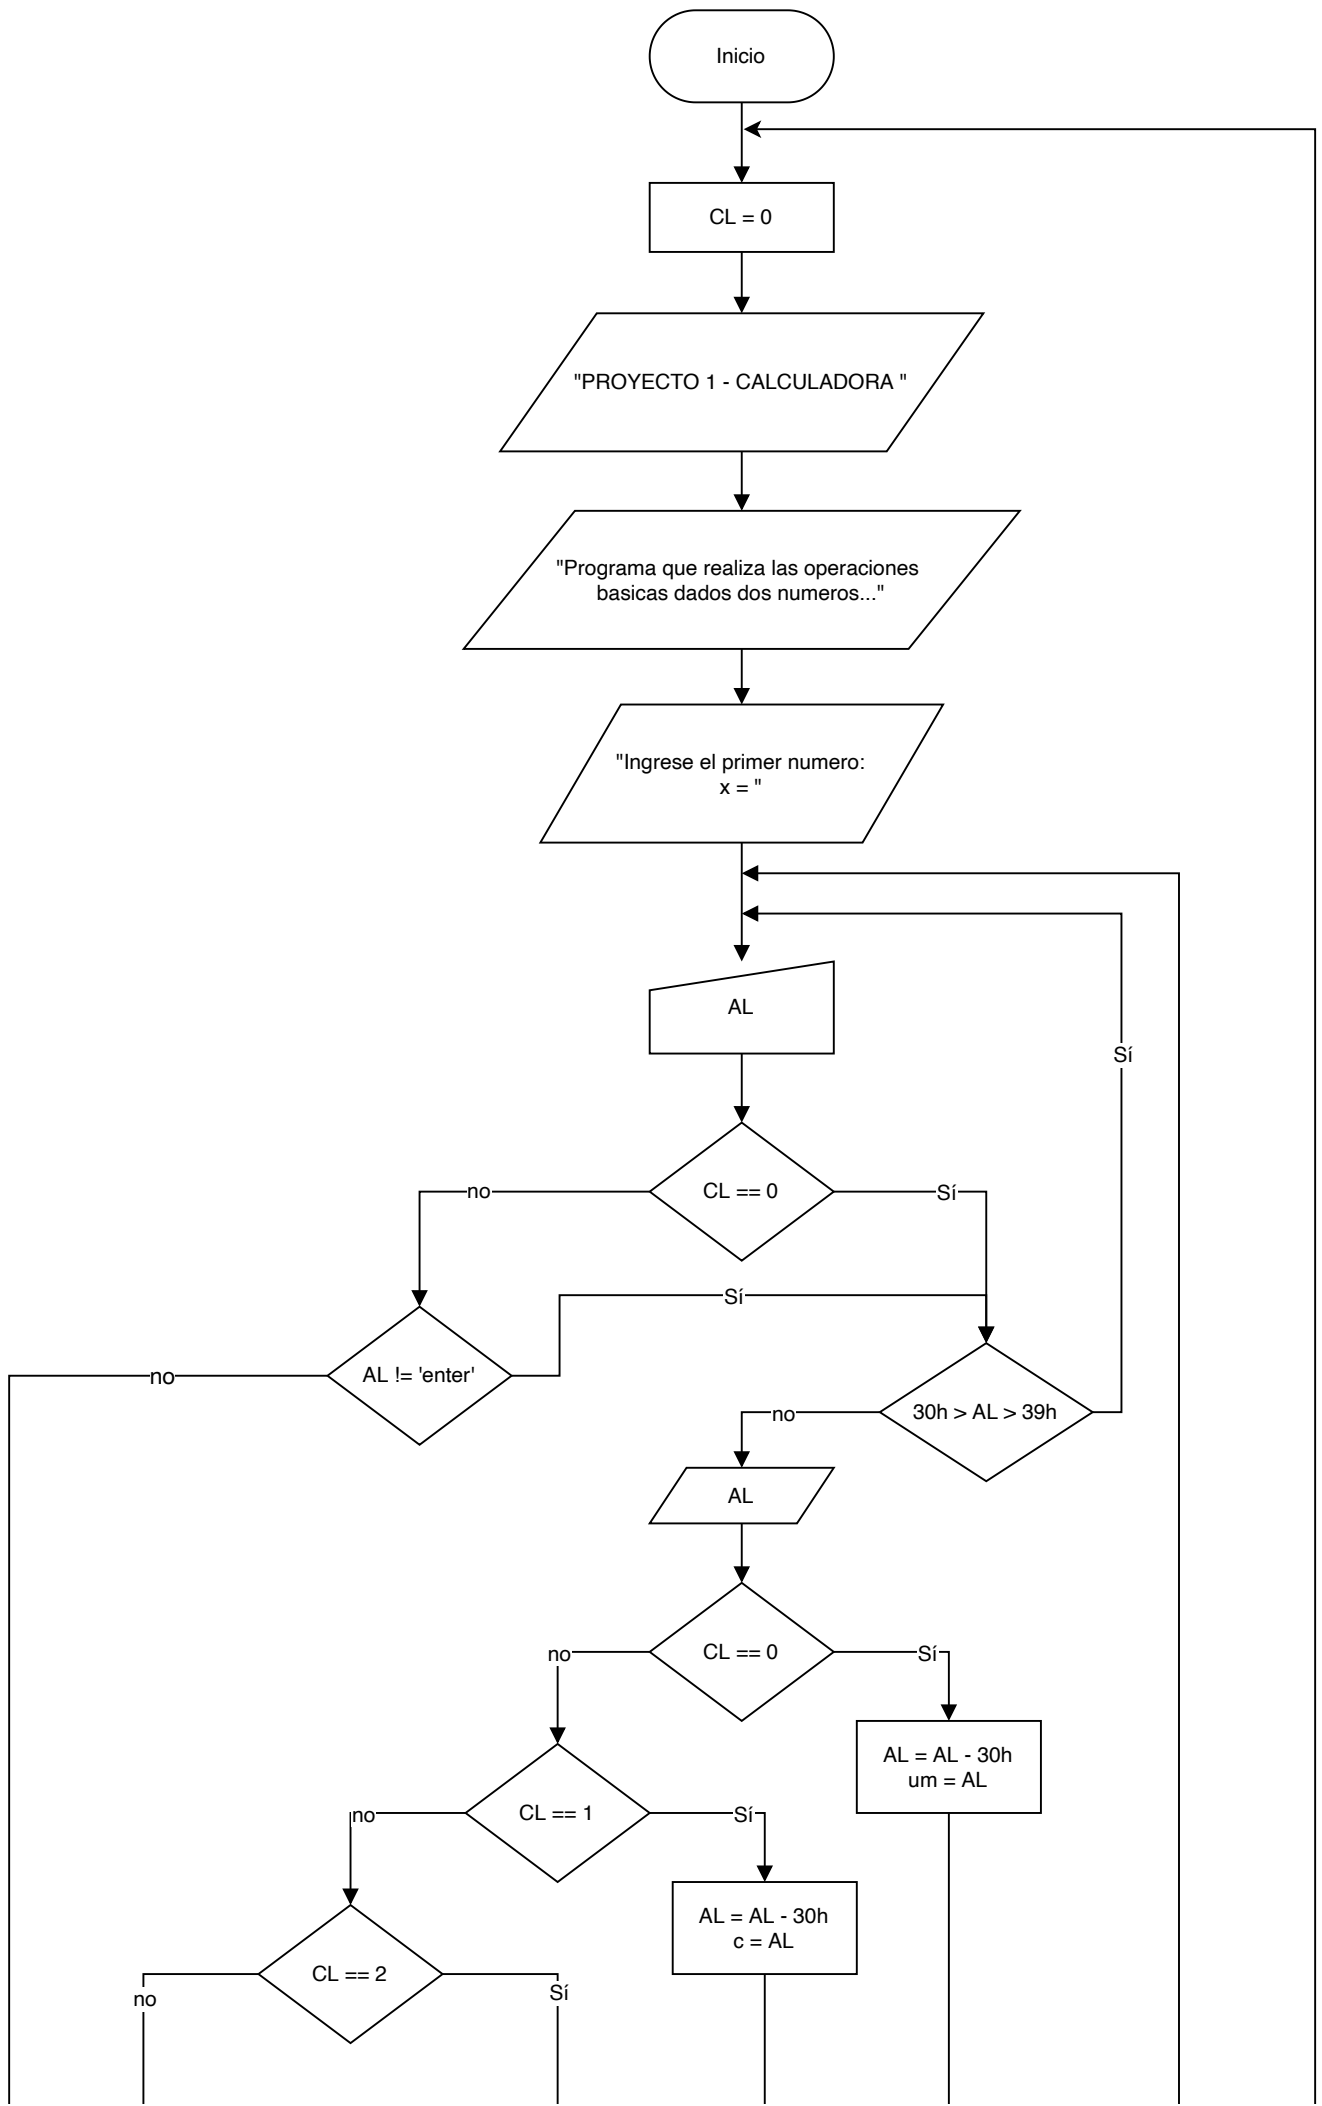 Inicio
CL = 0
"PROYECTO 1 - CALCULADORA "
"Programa que realiza las operaciones
basicas dados dos numeros..."
"Ingrese el primer numero:
x = "
AL
Sí
CL == 0
no
Sí
Sí
AL != 'enter'
no
30h > AL > 39h
no
AL
CL == 0
no
Sí
AL = AL - 30h
um = AL
CL == 1
no
Sí
AL = AL - 30h
c = AL
CL == 2
no
Sí